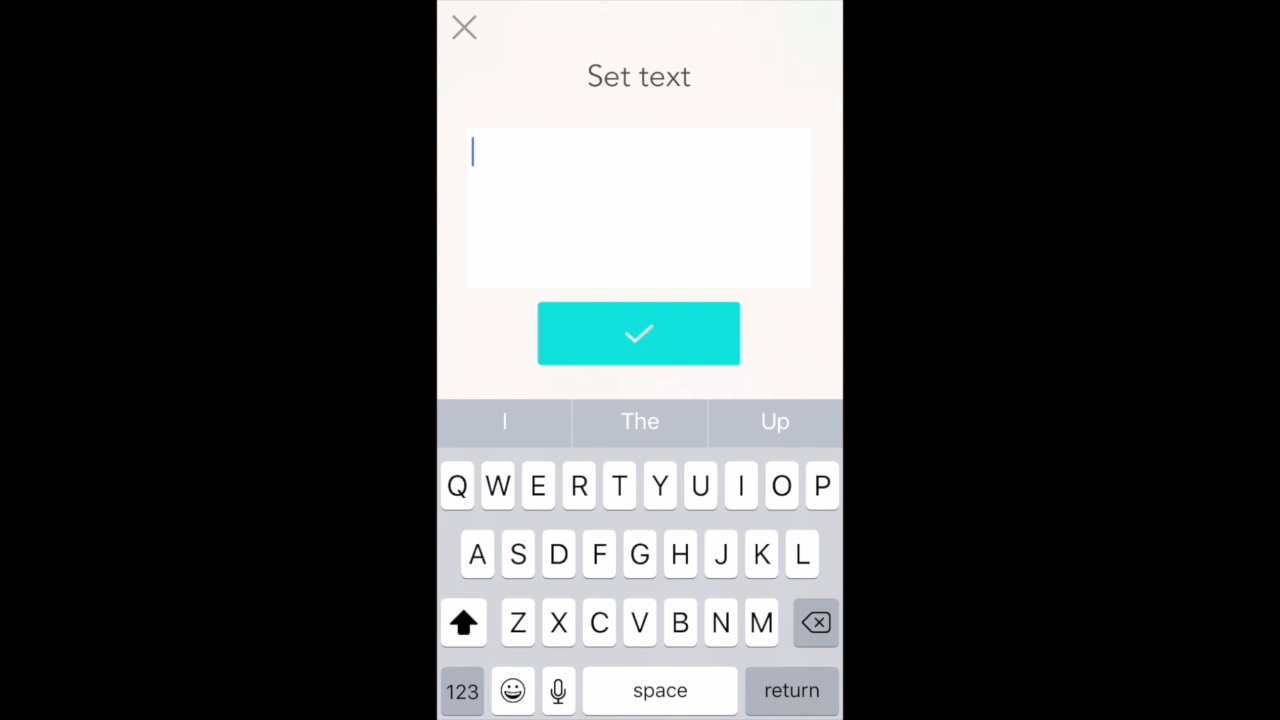 Set text
I The Up
Q W E R T Y U I O P
A S D F G H J K L
Z X C V B N M
123 space return